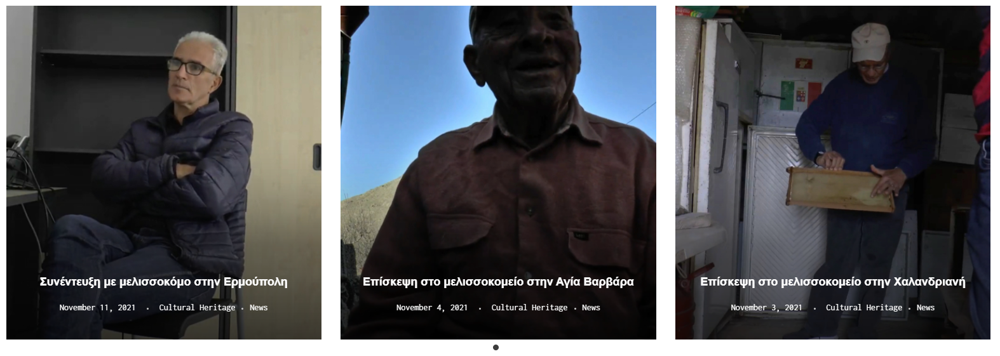 Συνέντευξη με μελισσοκόμο στην Ερμούπολη
November 11, 2021 • Cultural Heritage • News
Επίσκεψη στο μελισσοκομείο στην Αγία Βαρβάρα
November 4, 2021 • Cultural Heritage • News
Επίσκεψη στο μελισσοκομείο στην Χαλανδριανή
November 3, 2021 • Cultural Heritage • News